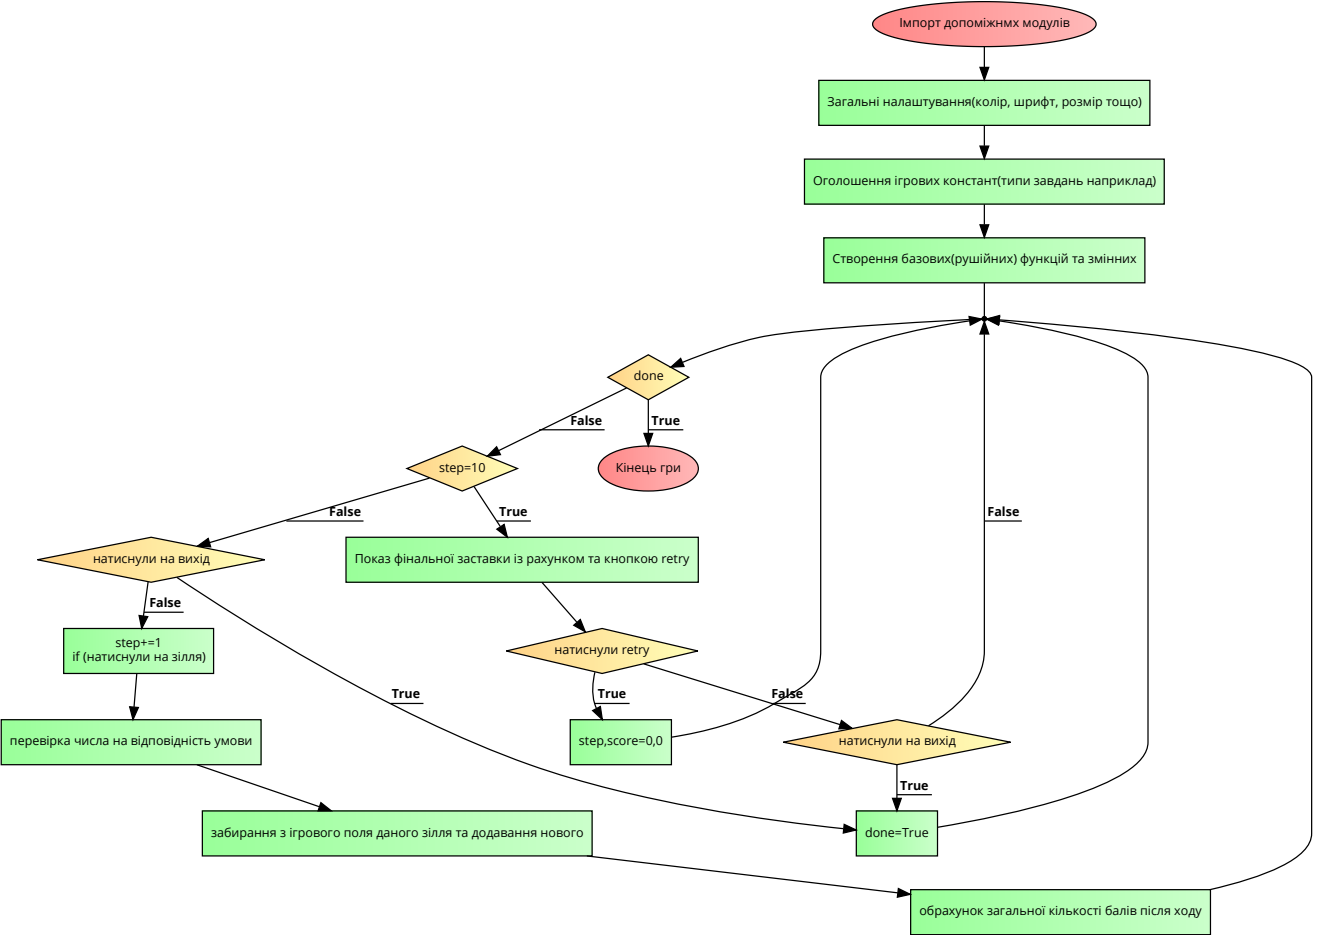 Імпорт допоміжнмх модулів
Загальні налаштування(колір, шрифт, розмір тощо)
Оголошення ігрових констант(типи завдань наприклад)
Створення базових(рушійних) функцій та змінних
done
False
True
step=10
Кінець гри
False
True
False
натиснули на вихід
Показ фінальної заставки із рахунком та кнопкою retry
False
step+=1
if (натиснули на зілля)
натиснули retry
True
True
False
перевірка числа на відповідність умови
step,score=0,0
натиснули на вихід
True
забирання з ігрового поля даного зілля та додавання нового
done=True
обрахунок загальної кількості балів після ходу